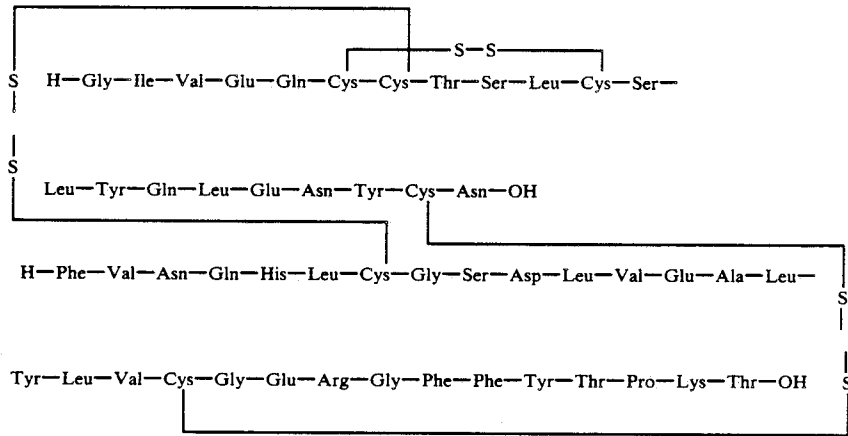 S—S
S H—Gly—Ile—Val—Glu—Gln—Cys—Cys—Thr—Ser—Leu—Cys—Ser—
S
Leu—Tyr—Gln—Leu—Glu—Asn—Tyr—Cys—Asn—OH
H—Phe—Val—Asn—Gln—His—Leu—Cys—Gly—Ser—Asp—Leu—Val—Glu—Ala—Leu—
S
Tyr—Leu—Val—Cys—Gly—Glu—Arg—Gly—Phe—Phe—Tyr—Thr—Pro—Lys—Thr—OH S